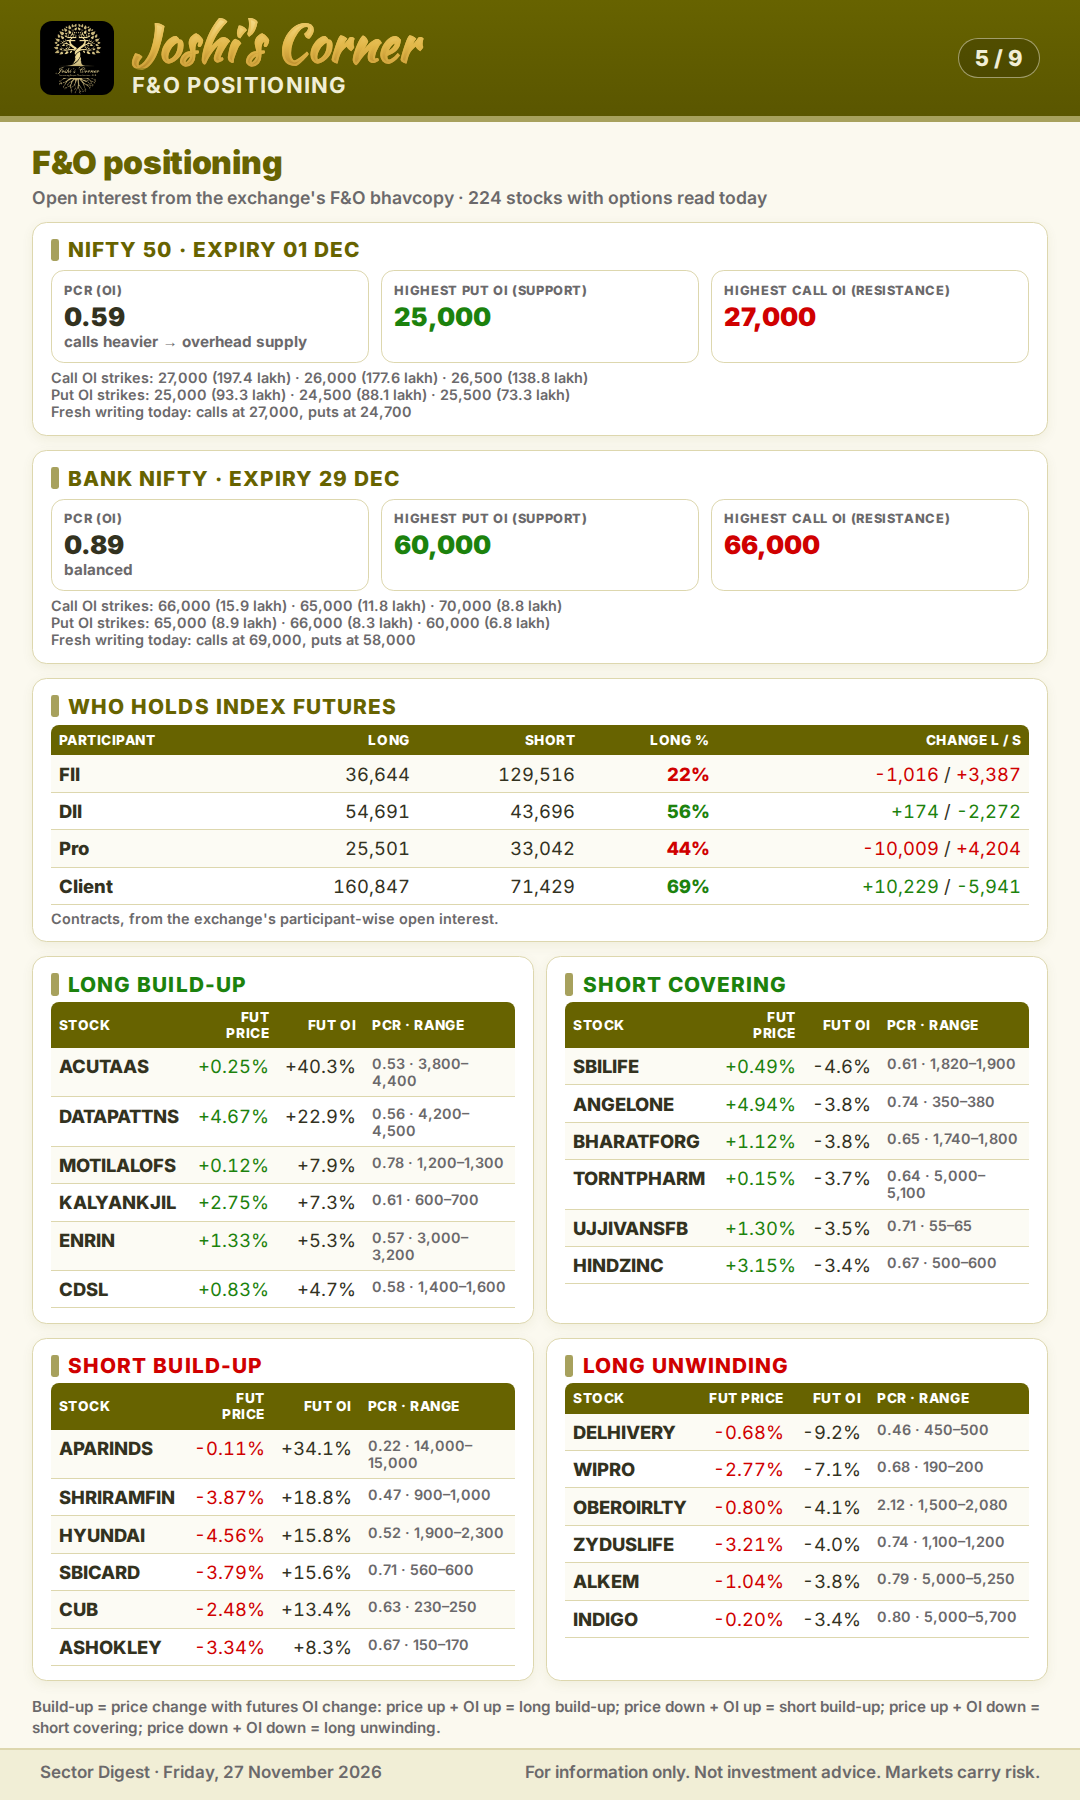 Joshi's Corner
Joshi's Corner
F&O POSITIONING
5 / 9
F&O positioning
Open interest from the exchange's F&O bhavcopy · 224 stocks with options read today
NIFTY 50 · EXPIRY 01 DEC
PCR (OI) HIGHEST PUT OI (SUPPORT) HIGHEST CALL OI (RESISTANCE)
0.59 25,000 27,000
calls heavier → overhead supply
Call OI strikes: 27,000 (197.4 lakh) · 26,000 (177.6 lakh) · 26,500 (138.8 lakh)
Put OI strikes: 25,000 (93.3 lakh) · 24,500 (88.1 lakh) · 25,500 (73.3 lakh)
Fresh writing today: calls at 27,000, puts at 24,700
BANK NIFTY · EXPIRY 29 DEC
PCR (OI) HIGHEST PUT OI (SUPPORT) HIGHEST CALL OI (RESISTANCE)
0.89 60,000 66,000
balanced
Call OI strikes: 66,000 (15.9 lakh) · 65,000 (11.8 lakh) · 70,000 (8.8 lakh)
Put OI strikes: 65,000 (8.9 lakh) · 66,000 (8.3 lakh) · 60,000 (6.8 lakh)
Fresh writing today: calls at 69,000, puts at 58,000
WHO HOLDS INDEX FUTURES
PARTICIPANT LONG SHORT LONG % CHANGE L / S
FII 36,644 129,516 22% -1,016 / +3,387
DII 54,691 43,696 56% +174 / -2,272
Pro 25,501 33,042 44% -10,009 / +4,204
Client 160,847 71,429 69% +10,229 / -5,941
Contracts, from the exchange's participant-wise open interest.
LONG BUILD-UP
STOCK FUT PRICE FUT OI PCR · RANGE
ACUTAAS +0.25% +40.3% 0.53 · 3,800–4,400
DATAPATTNS +4.67% +22.9% 0.56 · 4,200–4,500
MOTILALOFS +0.12% +7.9% 0.78 · 1,200–1,300
KALYANKJIL +2.75% +7.3% 0.61 · 600–700
ENRIN +1.33% +5.3% 0.57 · 3,000–3,200
CDSL +0.83% +4.7% 0.58 · 1,400–1,600
SHORT COVERING
STOCK FUT PRICE FUT OI PCR · RANGE
SBILIFE +0.49% -4.6% 0.61 · 1,820–1,900
ANGELONE +4.94% -3.8% 0.74 · 350–380
BHARATFORG +1.12% -3.8% 0.65 · 1,740–1,800
TORNTPHARM +0.15% -3.7% 0.64 · 5,000–5,100
UJJIVANSFB +1.30% -3.5% 0.71 · 55–65
HINDZINC +3.15% -3.4% 0.67 · 500–600
SHORT BUILD-UP
STOCK FUT PRICE FUT OI PCR · RANGE
APARINDS -0.11% +34.1% 0.22 · 14,000–15,000
SHRIRAMFIN -3.87% +18.8% 0.47 · 900–1,000
HYUNDAI -4.56% +15.8% 0.52 · 1,900–2,300
SBICARD -3.79% +15.6% 0.71 · 560–600
CUB -2.48% +13.4% 0.63 · 230–250
ASHOKLEY -3.34% +8.3% 0.67 · 150–170
LONG UNWINDING
STOCK FUT PRICE FUT OI PCR · RANGE
DELHIVERY -0.68% -9.2% 0.46 · 450–500
WIPRO -2.77% -7.1% 0.68 · 190–200
OBEROIRLTY -0.80% -4.1% 2.12 · 1,500–2,080
ZYDUSLIFE -3.21% -4.0% 0.74 · 1,100–1,200
ALKEM -1.04% -3.8% 0.79 · 5,000–5,250
INDIGO -0.20% -3.4% 0.80 · 5,000–5,700
Build-up = price change with futures OI change: price up + OI up = long build-up; price down + OI up = short build-up; price up + OI down =
short covering; price down + OI down = long unwinding.
Sector Digest · Friday, 27 November 2026
For information only. Not investment advice. Markets carry risk.